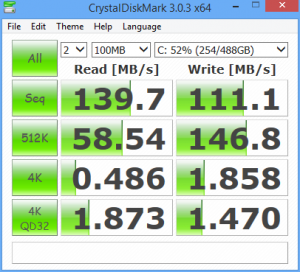 CrystalDiskMark 3.0.3 x64
File Edit Theme Help Language
All 2 100MB C: 52% (254/488GB)
Read [MB/s] Write [MB/s]
Seq 139.7 111.1
512K 58.54 146.8
4K 0.486 1.858
4K QD32 1.873 1.470